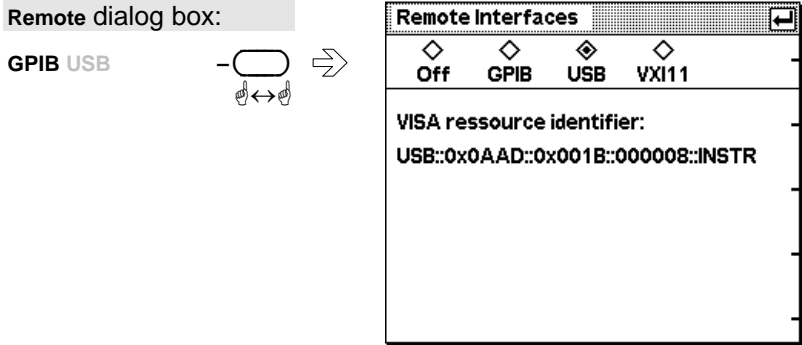 Remote dialog box:
GPIB USB
Remote Interfaces
Off GPIB USB VXI11
VISA ressource identifier:
USB::0x0AAD::0x001B::000008::INSTR